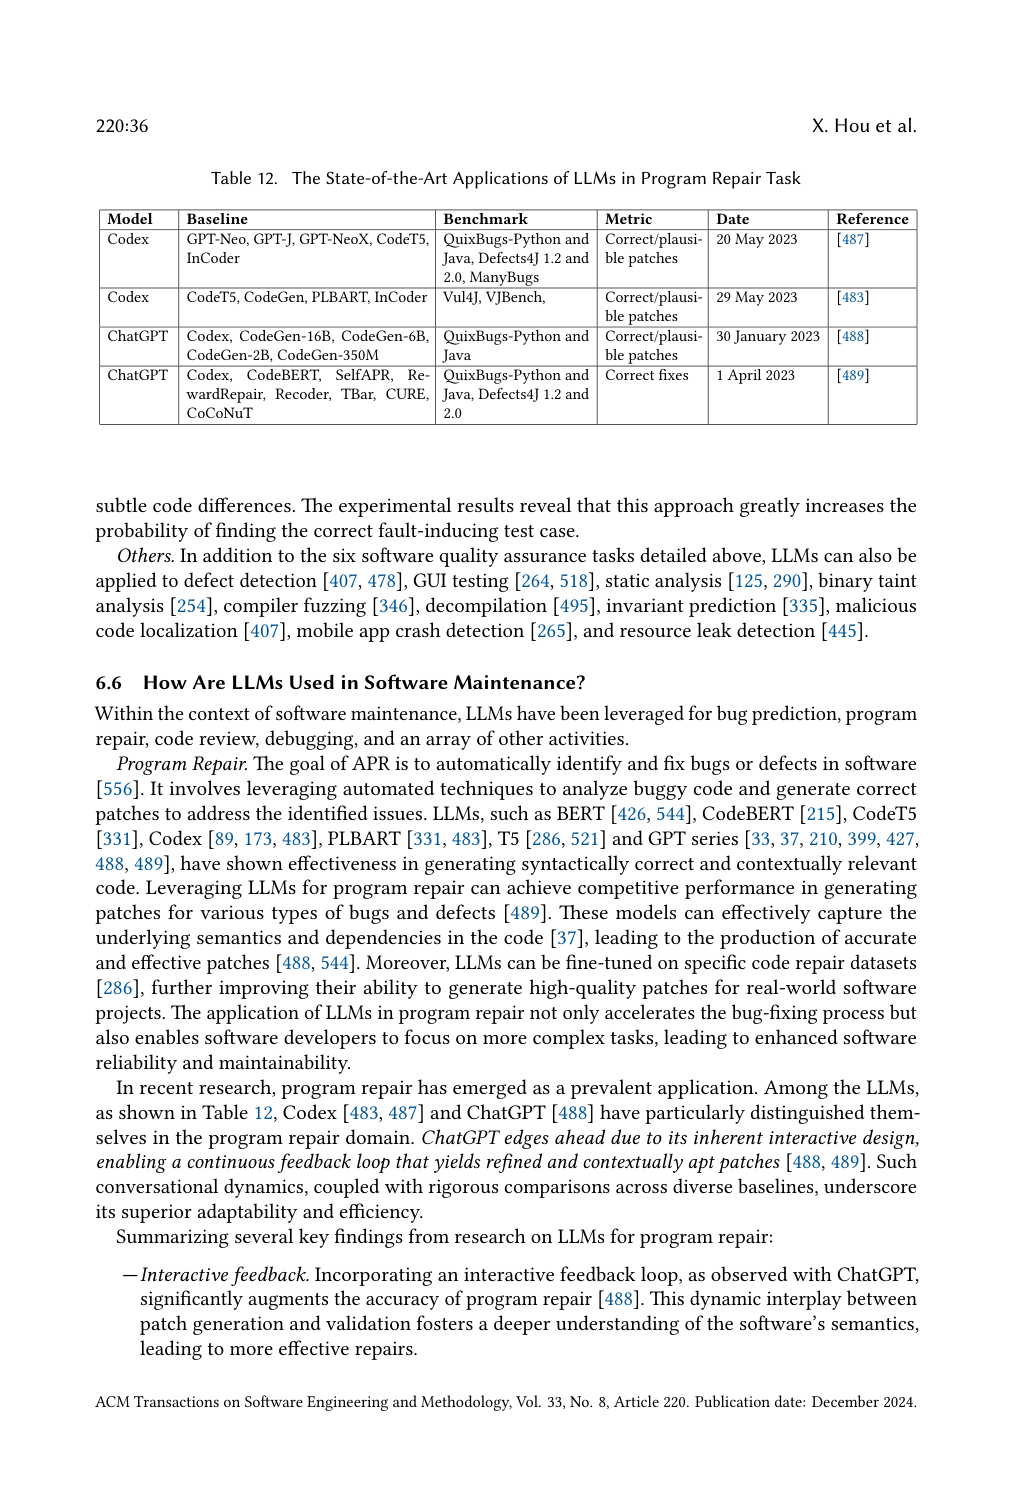 220:36 X. Hou et al.
Table 12. The State-of-the-Art Applications of LLMs in Program Repair Task
Model Baseline Benchmark Metric Date Reference
Codex GPT-Neo, GPT-J, GPT-NeoX, CodeT5, QuixBugs-Python and Correct/plausi- 20 May 2023 [487]
InCoder Java, Defects4J 1.2 and ble patches
2.0, ManyBugs
Codex CodeT5, CodeGen, PLBART, InCoder Vul4J, VJBench, Correct/plausi- 29 May 2023 [483]
ble patches
ChatGPT Codex, CodeGen-16B, CodeGen-6B, QuixBugs-Python and Correct/plausi- 30 January 2023 [488]
CodeGen-2B, CodeGen-350M Java ble patches
ChatGPT Codex, CodeBERT, SelfAPR, Re- QuixBugs-Python and Correct fixes 1 April 2023 [489]
wardRepair, Recoder, TBar, CURE, Java, Defects4J 1.2 and
CoCoNuT 2.0
subtle code differences. The experimental results reveal that this approach greatly increases the
probability of finding the correct fault-inducing test case.
Others. In addition to the six software quality assurance tasks detailed above, LLMs can also be
applied to defect detection [407, 478], GUI testing [264, 518], static analysis [125, 290], binary taint
analysis [254], compiler fuzzing [346], decompilation [495], invariant prediction [335], malicious
code localization [407], mobile app crash detection [265], and resource leak detection [445].
6.6 How Are LLMs Used in Software Maintenance?
Within the context of software maintenance, LLMs have been leveraged for bug prediction, program
repair, code review, debugging, and an array of other activities.
Program Repair. The goal of APR is to automatically identify and fix bugs or defects in software
[556]. It involves leveraging automated techniques to analyze buggy code and generate correct
patches to address the identified issues. LLMs, such as BERT [426, 544], CodeBERT [215], CodeT5
[331], Codex [89, 173, 483], PLBART [331, 483], T5 [286, 521] and GPT series [33, 37, 210, 399, 427,
488, 489], have shown effectiveness in generating syntactically correct and contextually relevant
code. Leveraging LLMs for program repair can achieve competitive performance in generating
patches for various types of bugs and defects [489]. These models can effectively capture the
underlying semantics and dependencies in the code [37], leading to the production of accurate
and effective patches [488, 544]. Moreover, LLMs can be fine-tuned on specific code repair datasets
[286], further improving their ability to generate high-quality patches for real-world software
projects. The application of LLMs in program repair not only accelerates the bug-fixing process but
also enables software developers to focus on more complex tasks, leading to enhanced software
reliability and maintainability.
In recent research, program repair has emerged as a prevalent application. Among the LLMs,
as shown in Table 12, Codex [483, 487] and ChatGPT [488] have particularly distinguished them-
selves in the program repair domain. ChatGPT edges ahead due to its inherent interactive design,
enabling a continuous feedback loop that yields refined and contextually apt patches [488, 489]. Such
conversational dynamics, coupled with rigorous comparisons across diverse baselines, underscore
its superior adaptability and efficiency.
Summarizing several key findings from research on LLMs for program repair:
—Interactive feedback. Incorporating an interactive feedback loop, as observed with ChatGPT,
significantly augments the accuracy of program repair [488]. This dynamic interplay between
patch generation and validation fosters a deeper understanding of the software's semantics,
leading to more effective repairs.
ACM Transactions on Software Engineering and Methodology, Vol. 33, No. 8, Article 220. Publication date: December 2024.